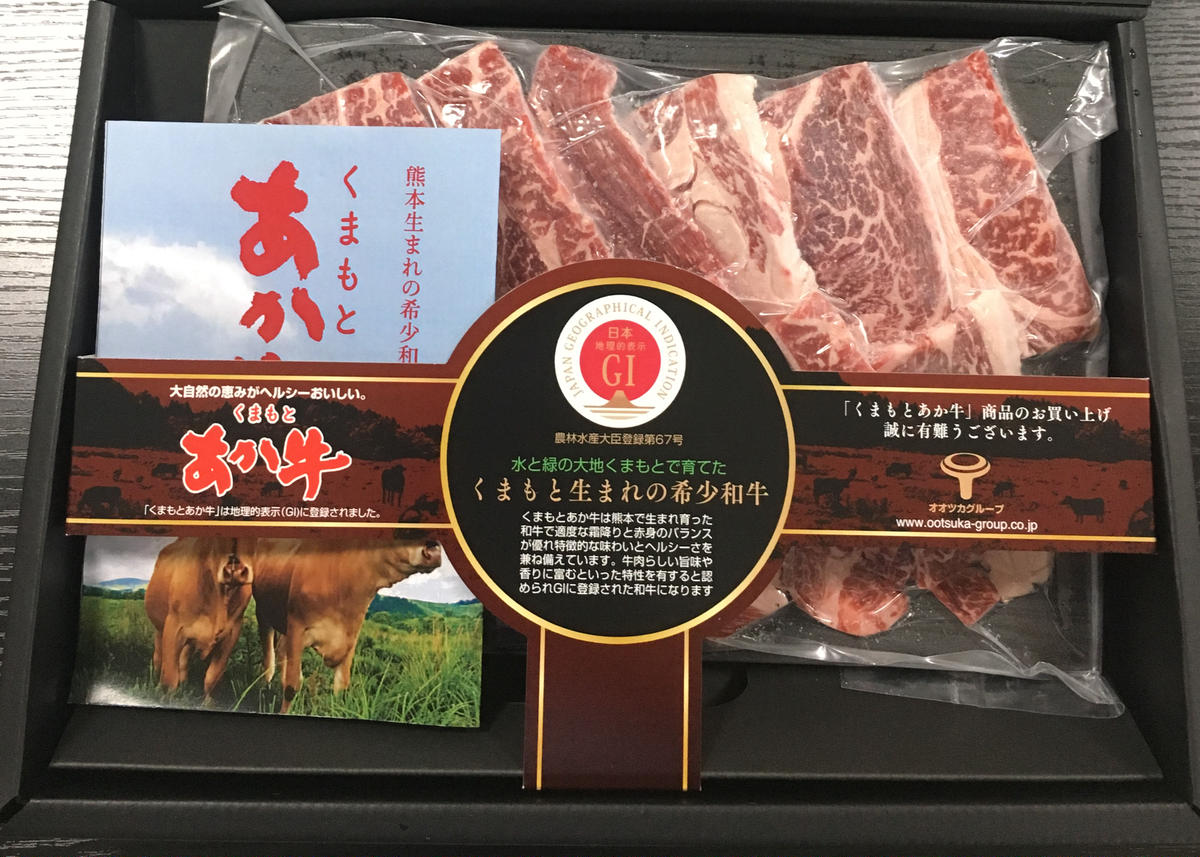 熊本生まれの希少和
くまもと
あか
大自然の恵みがヘルシーおいしい。
くまもと
あか牛
「くまもとあか牛」は地理的表示(GI)に登録されました。
JAPAN GEOGRAPHICAL INDICATION
日本
地理的表示
GI
農林水産大臣登録第67号
水と緑の大地くまもとで育てた
くまもと生まれの希少和牛
くまもとあか牛は熊本で生まれ育った
和牛で適度な霜降りと赤身のバランス
が優れ特徴的な味わいとヘルシーさを
兼ね備えています。牛肉らしい旨味や
香りに富むといった特性を有すると認
められGIに登録された和牛になります
「くまもとあか牛」商品のお買い上げ
誠に有難うございます。
オオツカグループ
www.ootsuka-group.co.jp